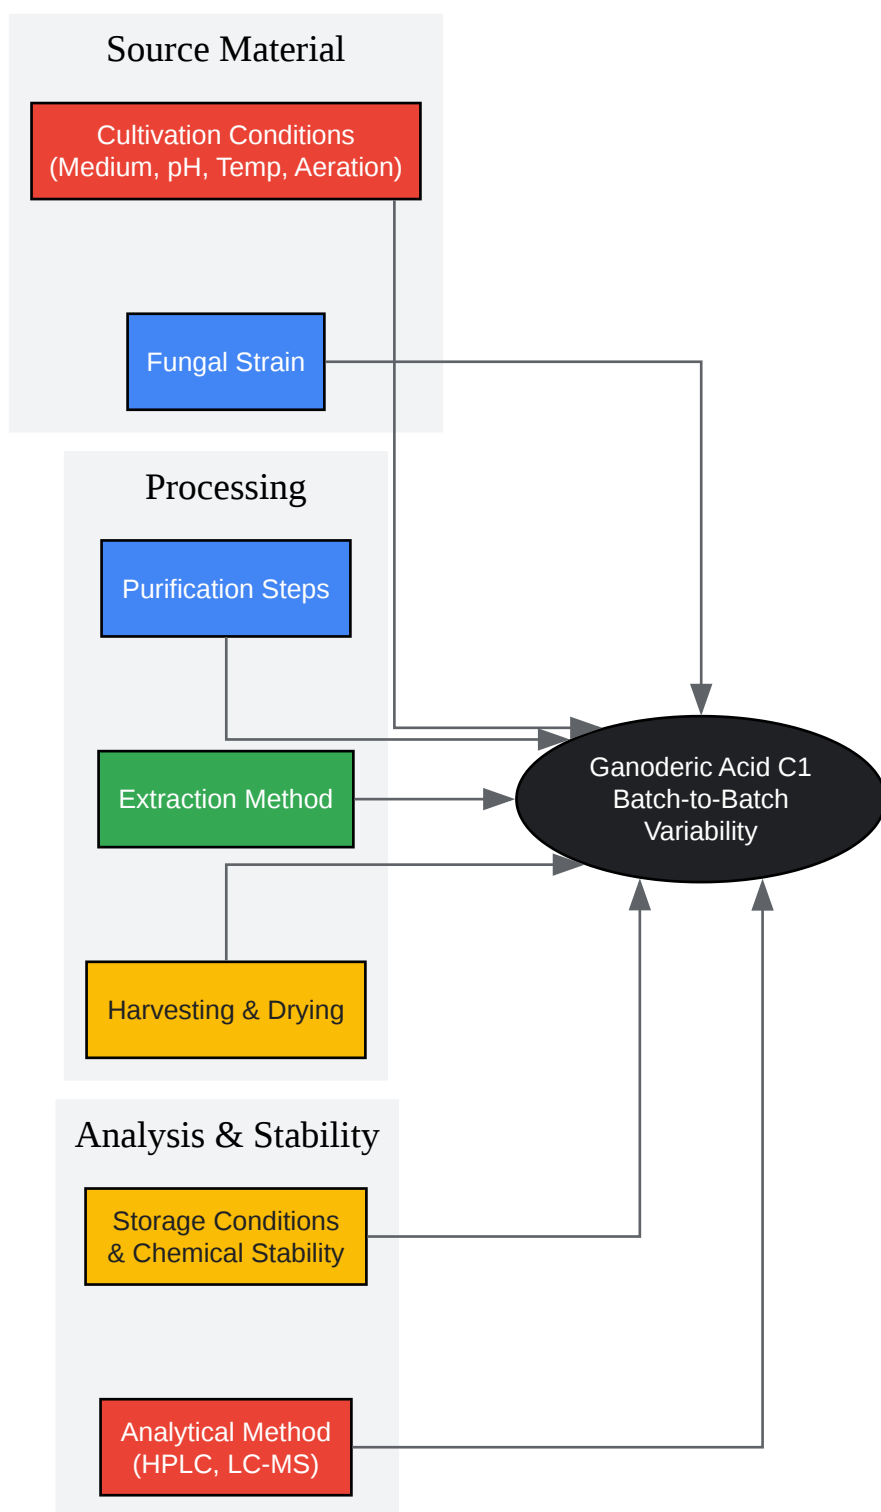 Source Material
Cultivation Conditions
(Medium, pH, Temp, Aeration)
Fungal Strain
Processing
Purification Steps
Extraction Method
Harvesting & Drying
Ganoderic Acid C1
Batch-to-Batch
Variability
Analysis & Stability
Storage Conditions
& Chemical Stability
Analytical Method
(HPLC, LC-MS)